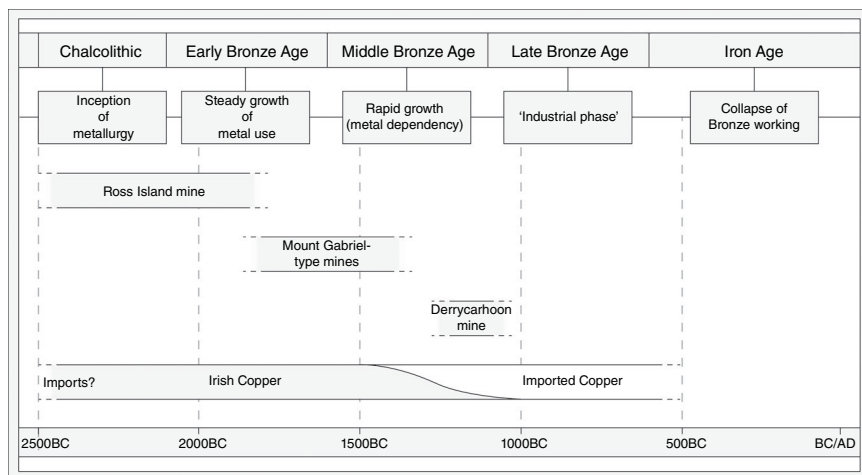 Chalcolithic
Early Bronze Age
Middle Bronze Age
Late Bronze Age
Iron Age
Inception
of
metallurgy
Steady growth
of
metal use
Rapid growth
(metal dependency)
‘Industrial phase’
Collapse of
Bronze working
Ross Island mine
Mount Gabriel-
type mines
Derrycarhoon
mine
Imports?
Irish Copper
Imported Copper
2500BC
2000BC
1500BC
1000BC
500BC
BC/AD